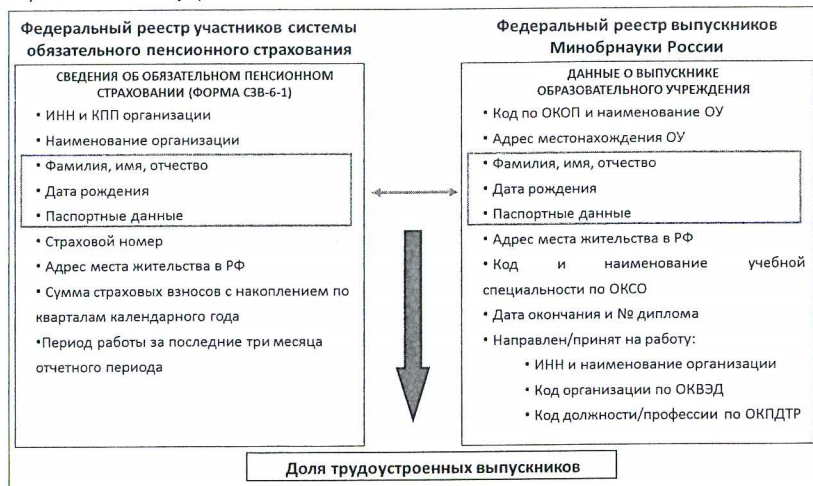 Федеральный реестр участников системы
обязательного пенсионного страхования
СВЕДЕНИЯ ОБ ОБЯЗАТЕЛЬНОМ ПЕНСИОННОМ
СТРАХОВАНИИ (ФОРМА СЗВ-6-1)
• ИНН и КПП организации
• Наименование организации
• Фамилия, имя, отчество
• Дата рождения
• Паспортные данные
• Страховой номер
• Адрес места жительства в РФ
• Сумма страховых взносов с накоплением по
кварталам календарного года
•Период работы за последние три месяца
отчетного периода
Федеральный реестр выпускников
Минобрнауки России
ДАННЫЕ О ВЫПУСКНИКЕ
ОБРАЗОВАТЕЛЬНОГО УЧРЕЖДЕНИЯ
• Код по ОКОП и наименование ОУ
• Адрес местонахождения ОУ
• Фамилия, имя, отчество
• Дата рождения
• Паспортные данные
• Адрес места жительства в РФ
• Код и наименование учебной
специальности по ОКСО
• Дата окончания и № диплома
• Направлен/принят на работу:
• ИНН и наименование организации
• Код организации по ОКВЭД
• Код должности/профессии по ОКПДТР
Доля трудоустроенных выпускников